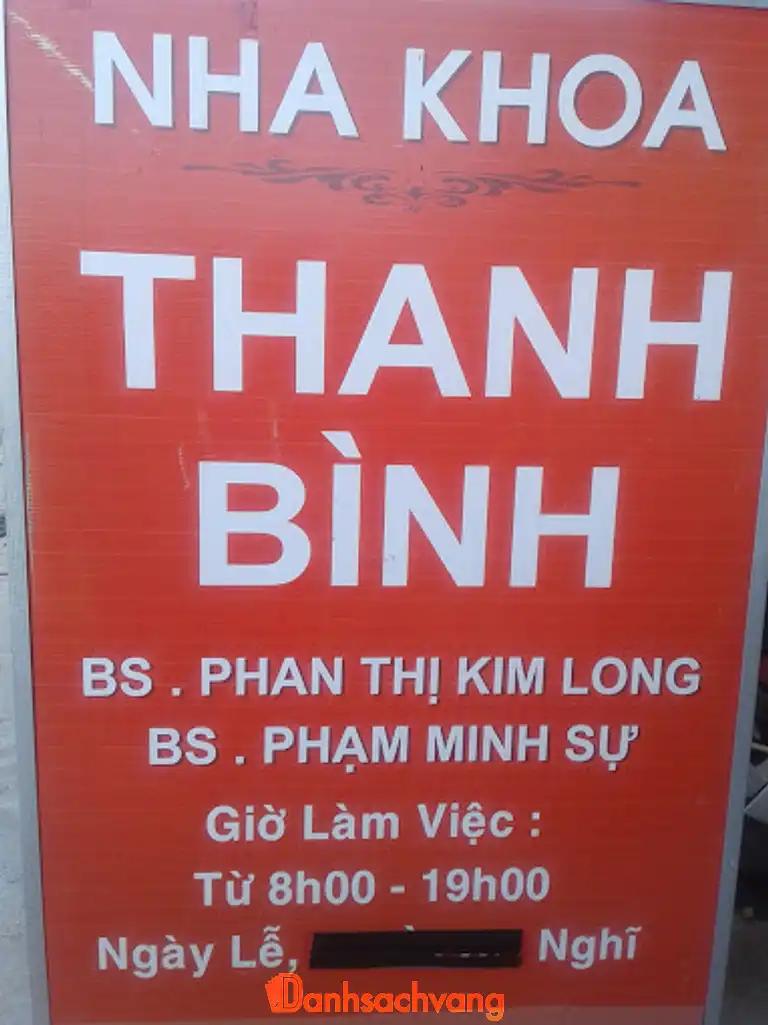 NHA KHOA
THANH
BÌNH
BS . PHAN THỊ KIM LONG
BS . PHẠM MINH SỰ
Giờ Làm Việc :
Từ 8h00 - 19h00
Ngày Lễ, Nghĩ
Danhsachvang